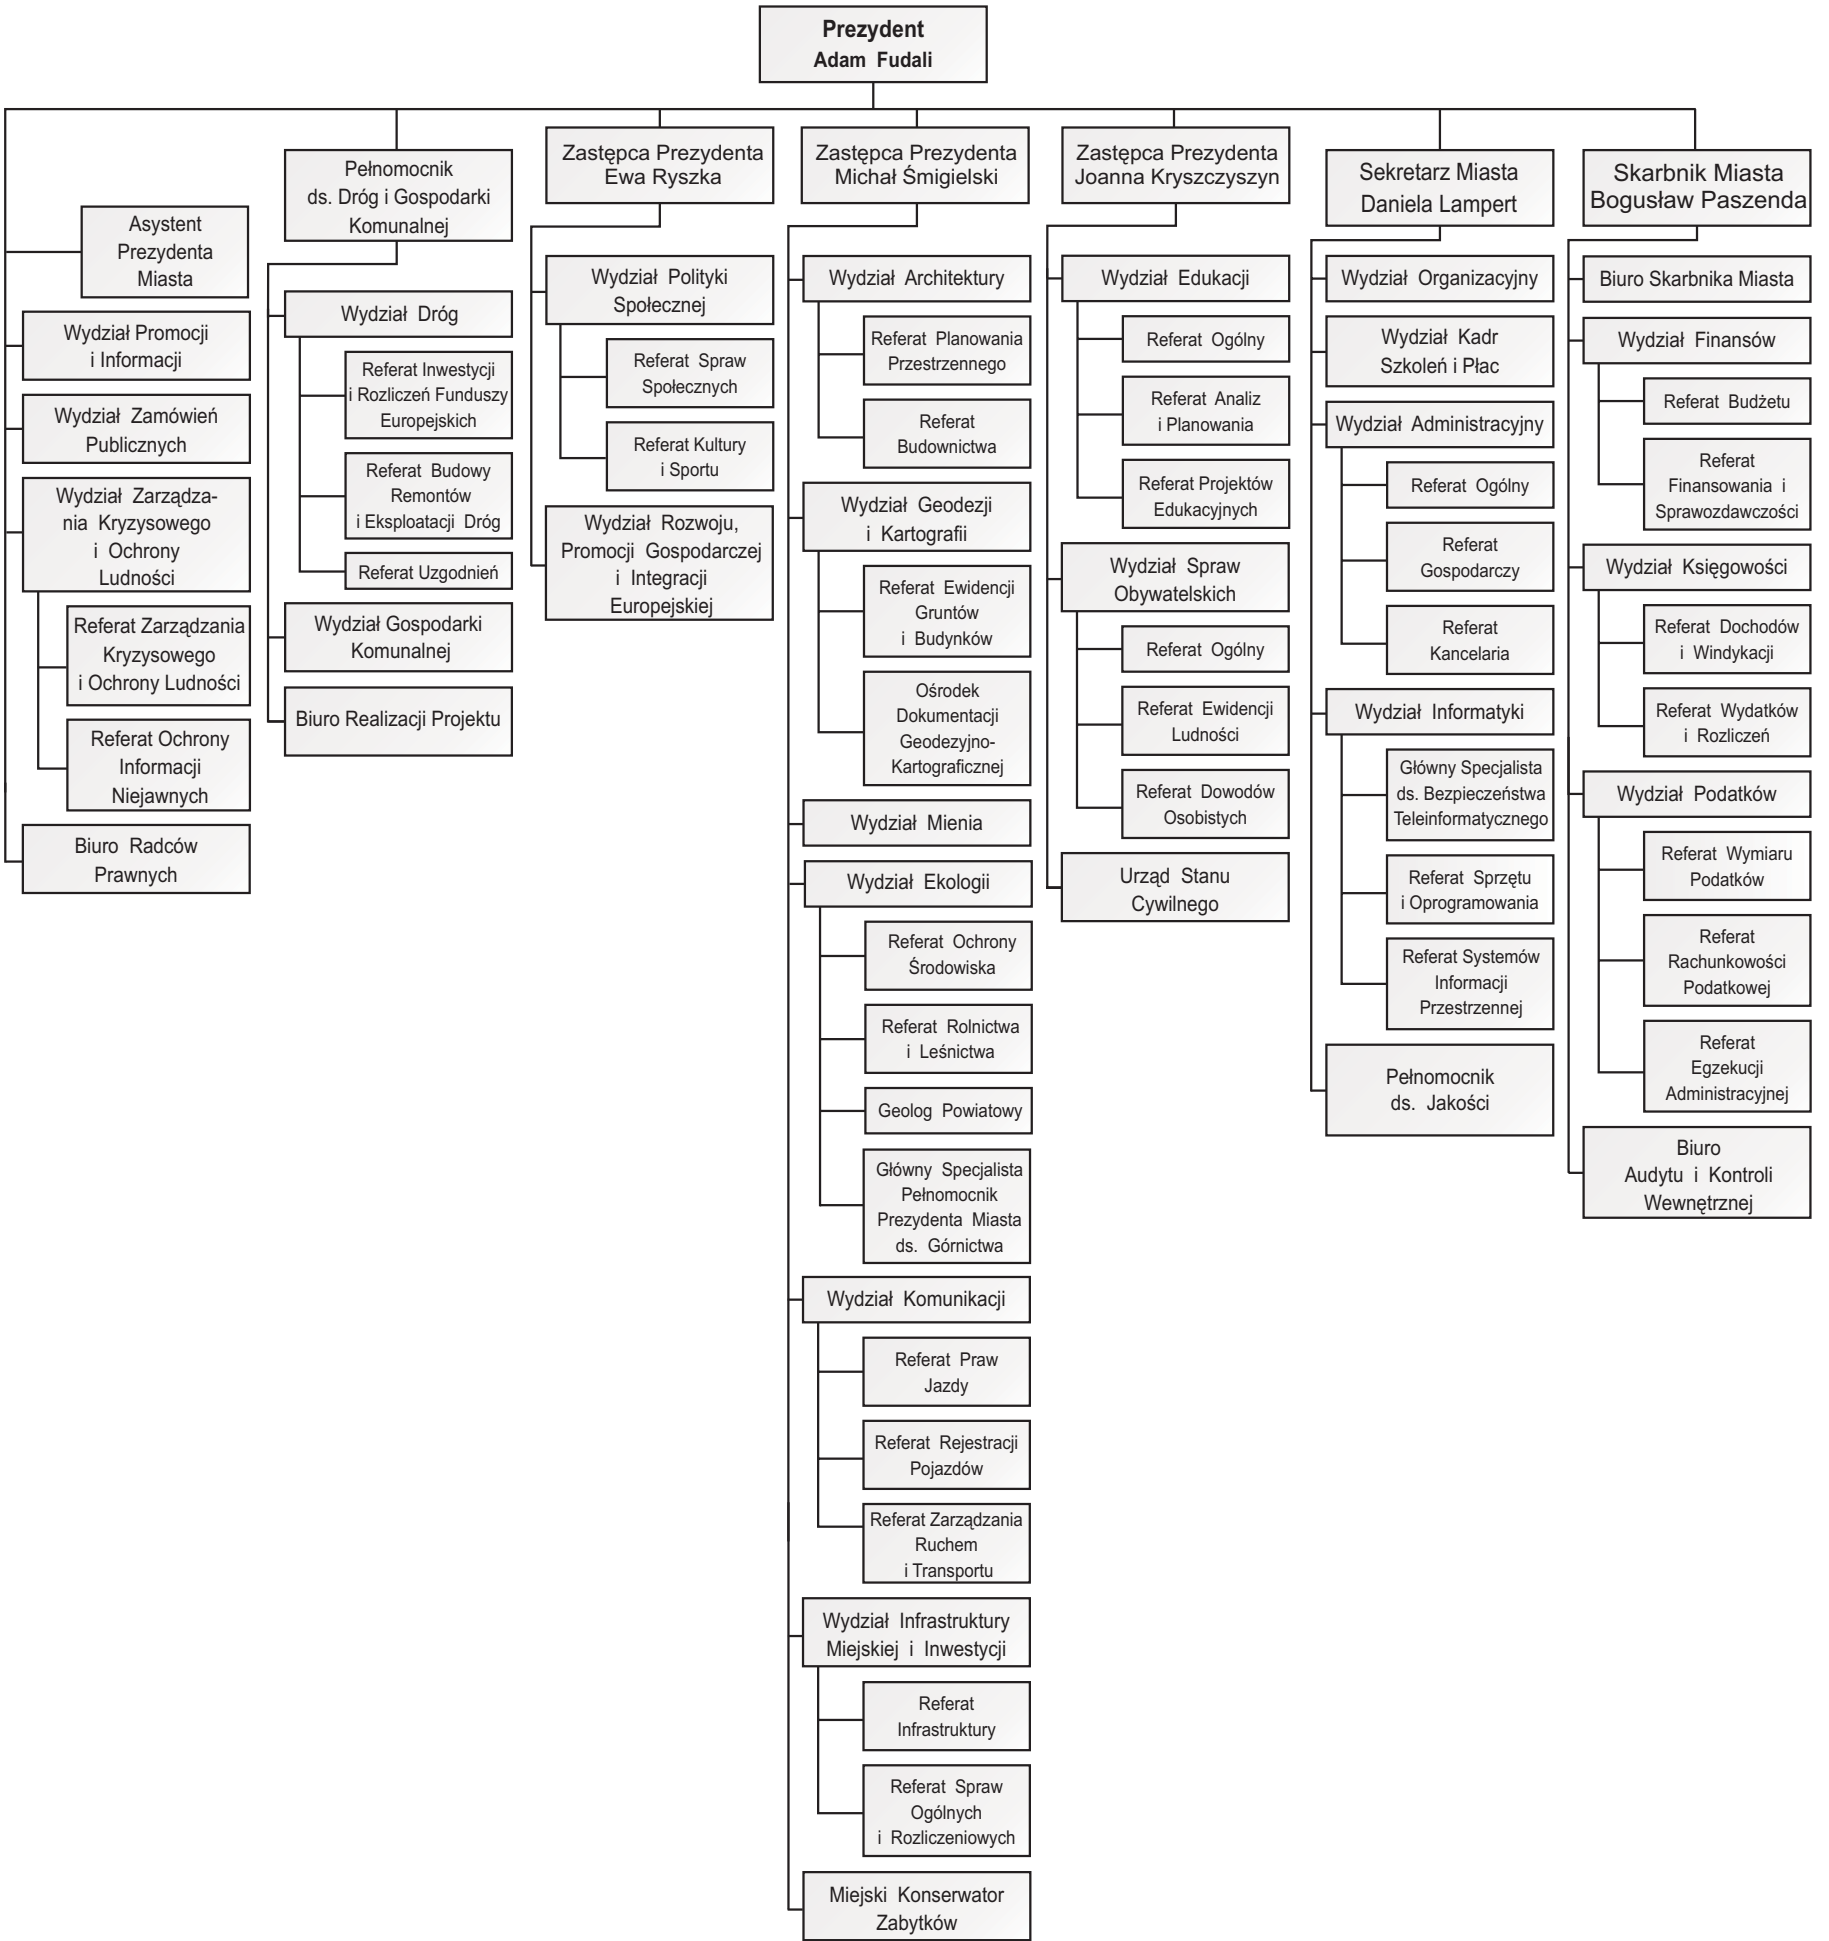 Prezydent
Adam Fudali
Asystent
Prezydenta
Miasta
Wydział Promocji
i Informacji
Wydział Zamówień
Publicznych
Wydział Zarządza-
nia Kryzysowego
i Ochrony
Ludności
Referat Zarządzania
Kryzysowego
i Ochrony Ludności
Referat Ochrony
Informacji
Niejawnych
Biuro Radców
Prawnych
Pełnomocnik
ds. Dróg i Gospodarki
Komunalnej
Wydział Dróg
Referat Inwestycji
i Rozliczeń Funduszy
Europejskich
Referat Budowy
Remontów
i Eksploatacji Dróg
Referat Uzgodnień
Wydział Gospodarki
Komunalnej
Biuro Realizacji Projektu
Zastępca Prezydenta
Ewa Ryszka
Wydział Polityki
Społecznej
Referat Spraw
Społecznych
Referat Kultury
i Sportu
Wydział Rozwoju,
Promocji Gospodarczej
i Integracji
Europejskiej
Zastępca Prezydenta
Michał Śmigielski
Wydział Architektury
Referat Planowania
Przestrzennego
Referat
Budownictwa
Wydział Geodezji
i Kartografii
Referat Ewidencji
Gruntów
i Budynków
Ośrodek
Dokumentacji
Geodezyjno-
Kartograficznej
Wydział Mienia
Wydział Ekologii
Referat Ochrony
Środowiska
Referat Rolnictwa
i Leśnictwa
Geolog Powiatowy
Główny Specjalista
Pełnomocnik
Prezydenta Miasta
ds. Górnictwa
Wydział Komunikacji
Referat Praw
Jazdy
Referat Rejestracji
Pojazdów
Referat Zarządzania
Ruchem
i Transportu
Wydział Infrastruktury
Miejskiej i Inwestycji
Referat
Infrastruktury
Referat Spraw
Ogólnych
i Rozliczeniowych
Miejski Konserwator
Zabytków
Zastępca Prezydenta
Joanna Kryszczyszyn
Wydział Edukacji
Referat Ogólny
Referat Analiz
i Planowania
Referat Projektów
Edukacyjnych
Wydział Spraw
Obywatelskich
Referat Ogólny
Referat Ewidencji
Ludności
Referat Dowodów
Osobistych
Urząd Stanu
Cywilnego
Sekretarz Miasta
Daniela Lampert
Wydział Organizacyjny
Wydział Kadr
Szkoleń i Płac
Wydział Administracyjny
Referat Ogólny
Referat
Gospodarczy
Referat
Kancelaria
Wydział Informatyki
Główny Specjalista
ds. Bezpieczeństwa
Teleinformatycznego
Referat Sprzętu
i Oprogramowania
Referat Systemów
Informacji
Przestrzennej
Pełnomocnik
ds. Jakości
Skarbnik Miasta
Bogusław Paszenda
Biuro Skarbnika Miasta
Wydział Finansów
Referat Budżetu
Referat
Finansowania i
Sprawozdawczości
Wydział Księgowości
Referat Dochodów
i Windykacji
Referat Wydatków
i Rozliczeń
Wydział Podatków
Referat Wymiaru
Podatków
Referat
Rachunkowości
Podatkowej
Referat
Egzekucji
Administracyjnej
Biuro
Audytu i Kontroli
Wewnętrznej